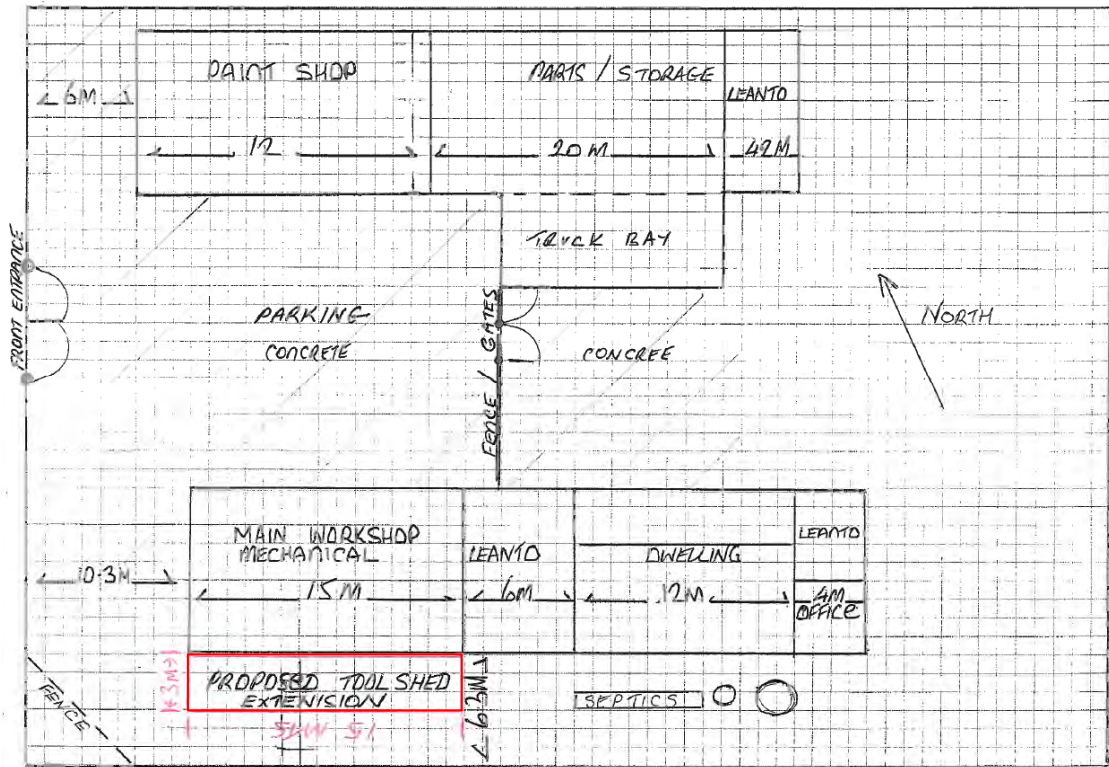 PAINT SHOP
PARTS / STORAGE
LEANTO
6M
12
20M
4.2M
TRUCK BAY
FRONT ENTRANCE
PARKING
CONCRETE
FENCE / GATES
CONCREE
NORTH
MAIN WORKSHOP
MECHANICAL
LEANTO
DWELLING
LEANTO
10.3M
15M
6M
12M
4M
OFFICE
3M
PROPOSED TOOL SHED
EXTENISION
6.3M
SEPTICS
FENCE